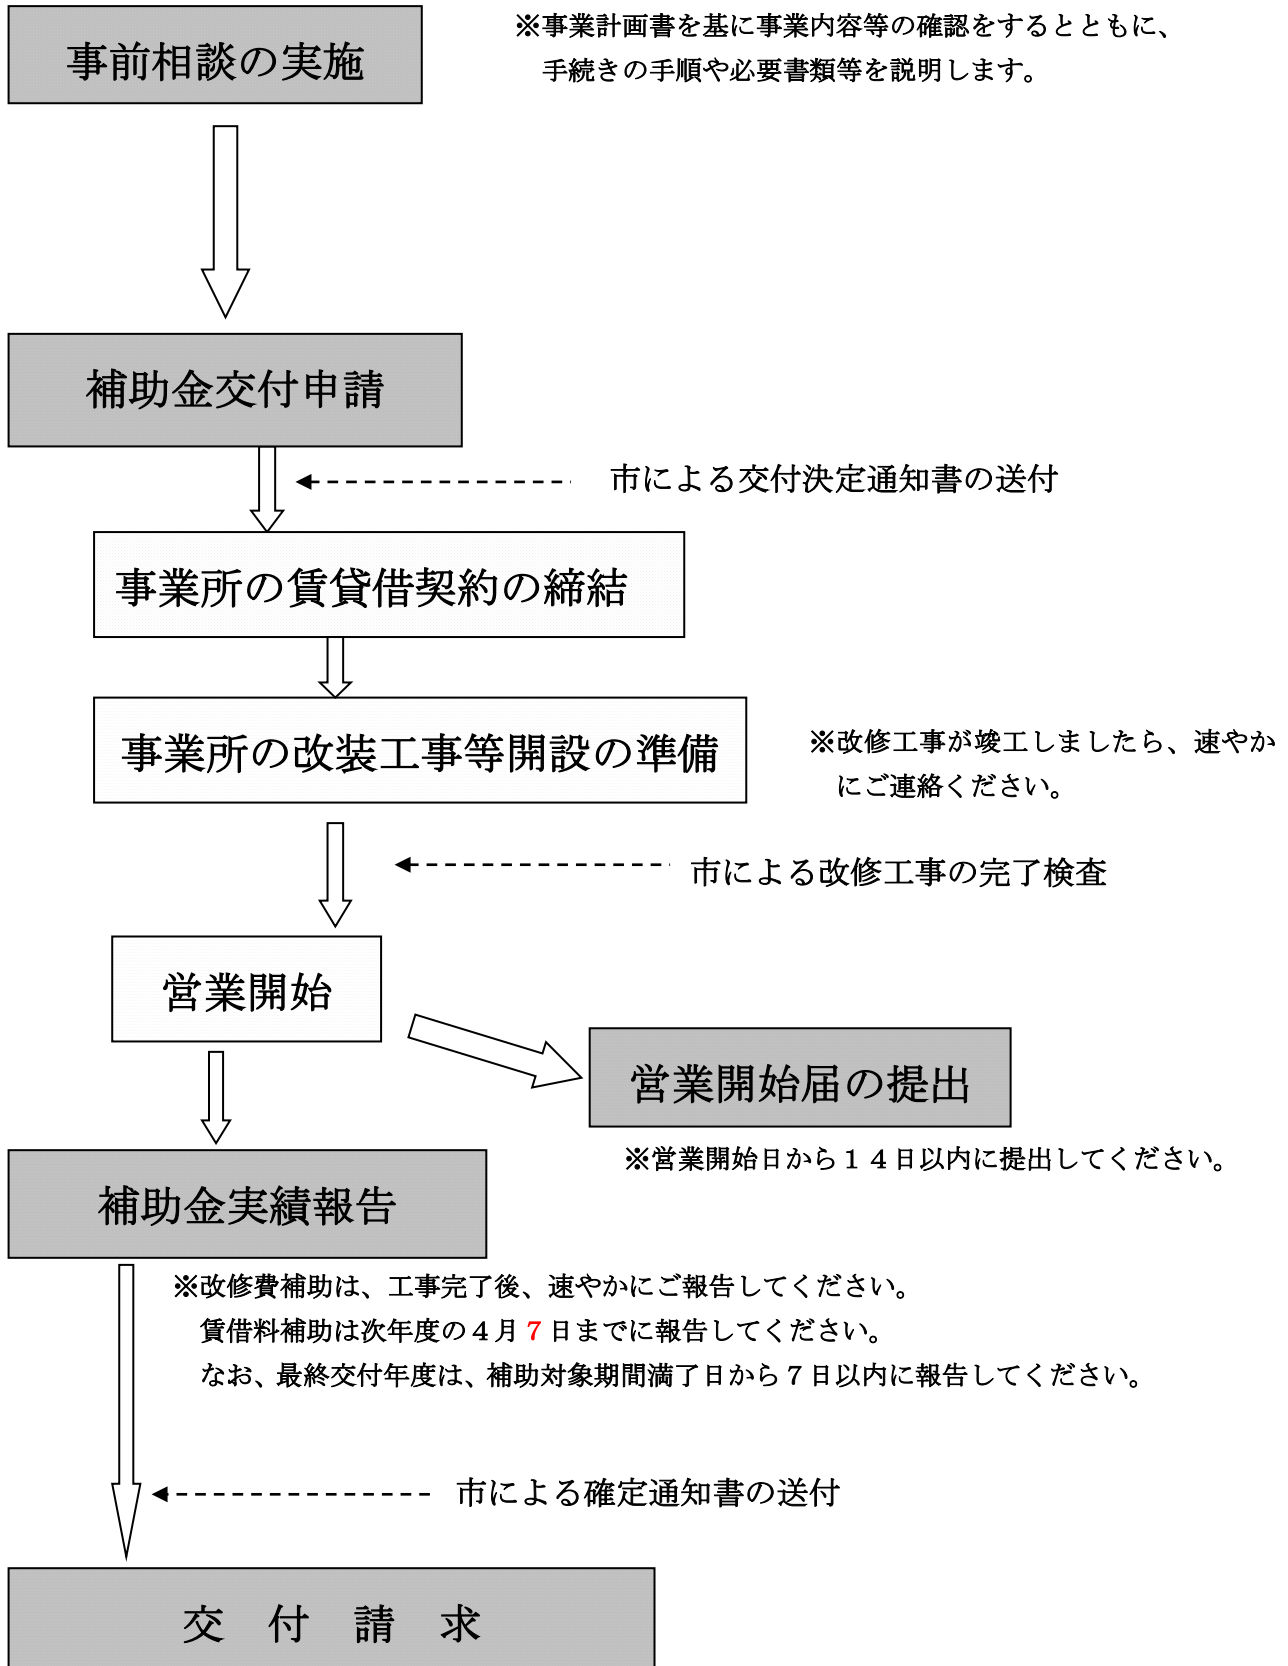 事前相談の実施
※事業計画書を基に事業内容等の確認をするとともに、
手続きの手順や必要書類等を説明します。
補助金交付申請
市による交付決定通知書の送付
事業所の賃貸借契約の締結
事業所の改装工事等開設の準備
※改修工事が竣工しましたら、速やか
にご連絡ください。
市による改修工事の完了検査
営業開始
営業開始届の提出
※営業開始日から１４日以内に提出してください。
補助金実績報告
※改修費補助は、工事完了後、速やかにご報告してください。
賃借料補助は次年度の４月７日までに報告してください。
なお、最終交付年度は、補助対象期間満了日から７日以内に報告してください。
市による確定通知書の送付
交　付　請　求